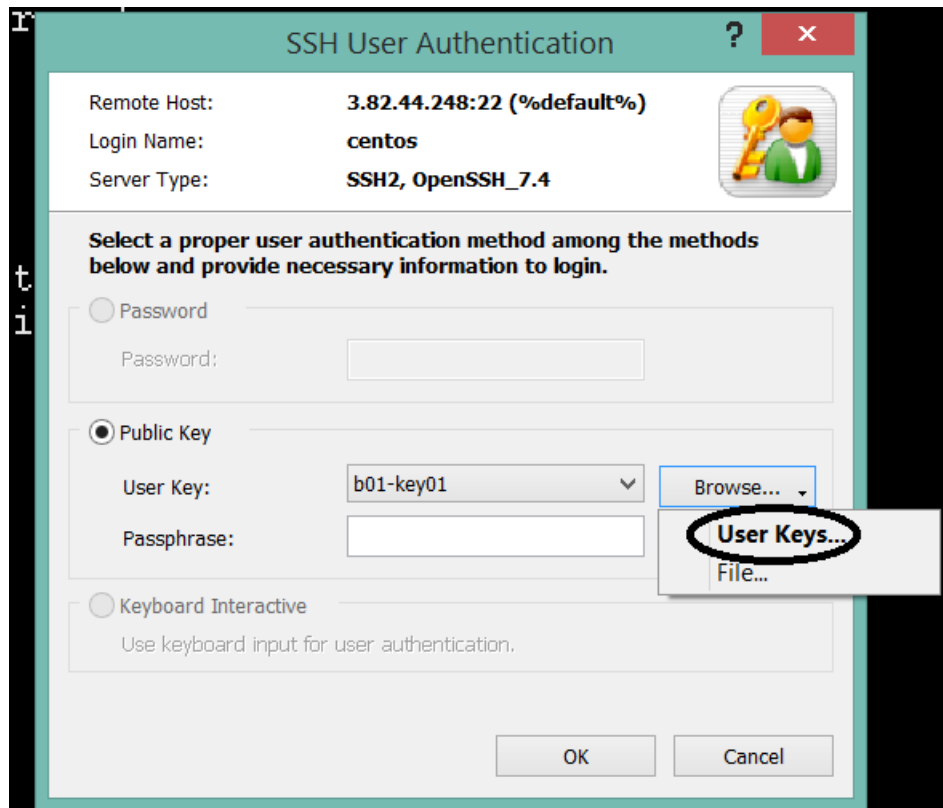 r
SSH User Authentication ? ×
Remote Host: 3.82.44.248:22 (%default%)
Login Name: centos
Server Type: SSH2, OpenSSH_7.4
Select a proper user authentication method among the methods
below and provide necessary information to login.
t
i
Password
Password:
Public Key
User Key: b01-key01 Browse...
Passphrase:
User Keys...
File...
Keyboard Interactive
Use keyboard input for user authentication.
OK Cancel